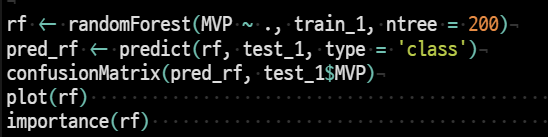 rf <- randomForest(MVP ~ ., train_1, ntree = 200)
pred_rf <- predict(rf, test_1, type = 'class')
confusionMatrix(pred_rf, test_1$MVP)
plot(rf)
importance(rf)